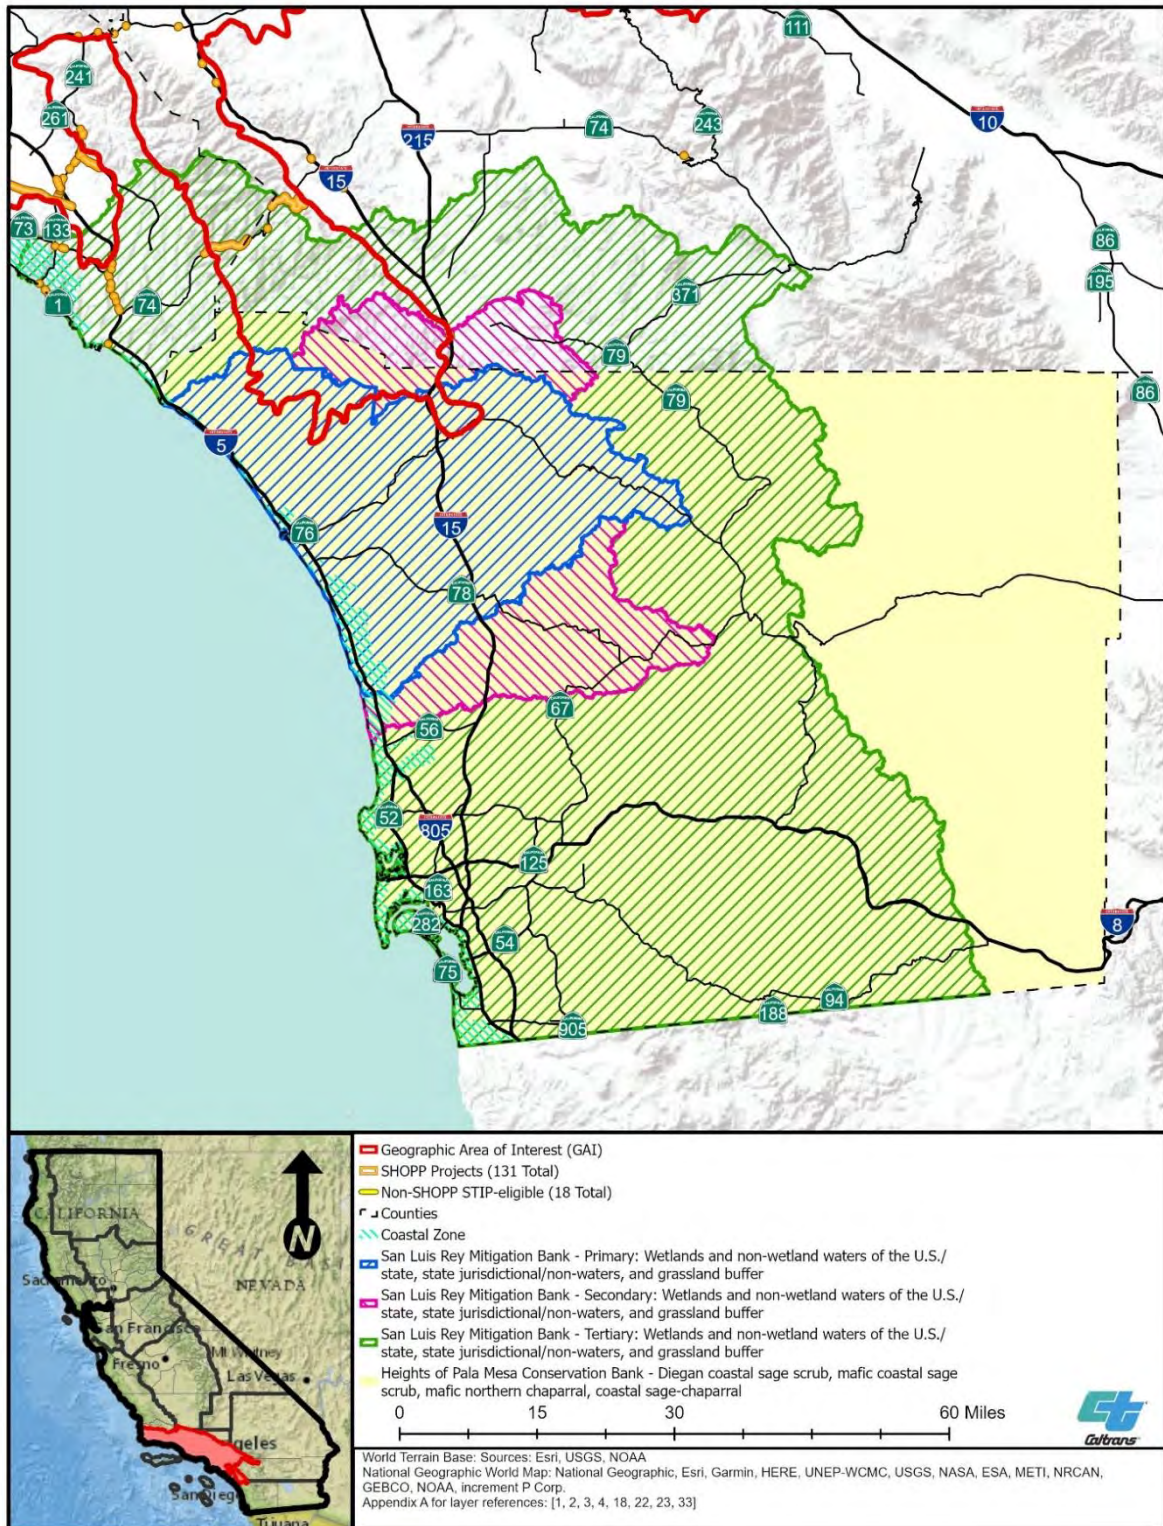 111
241
10
261
215
74
243
15
73
133
86
195
1
74
371
79
86
79
5
76
15
78
67
56
52
805
125
163
282
8
54
75
94
188
905
CALIFORNIA
GREAT BASI
NEVADA
Sacramento
San Francisco
Mt Whitney
Fresno
Las Vegas
geles
San Diego
Tijuana
N
Geographic Area of Interest (GAI)
SHOPP Projects (131 Total)
Non-SHOPP STIP-eligible (18 Total)
Counties
Coastal Zone
San Luis Rey Mitigation Bank - Primary: Wetlands and non-wetland waters of the U.S./
state, state jurisdictional/non-waters, and grassland buffer
San Luis Rey Mitigation Bank - Secondary: Wetlands and non-wetland waters of the U.S./
state, state jurisdictional/non-waters, and grassland buffer
San Luis Rey Mitigation Bank - Tertiary: Wetlands and non-wetland waters of the U.S./
state, state jurisdictional/non-waters, and grassland buffer
Heights of Pala Mesa Conservation Bank - Diegan coastal sage scrub, mafic coastal sage
scrub, mafic northern chaparral, coastal sage-chaparral
0 15 30 60 Miles
Caltrans
World Terrain Base: Sources: Esri, USGS, NOAA
National Geographic World Map: National Geographic, Esri, Garmin, HERE, UNEP-WCMC, USGS, NASA, ESA, METI, NRCAN,
GEBCO, NOAA, increment P Corp.
Appendix A for layer references: [1, 2, 3, 4, 18, 22, 23, 33]